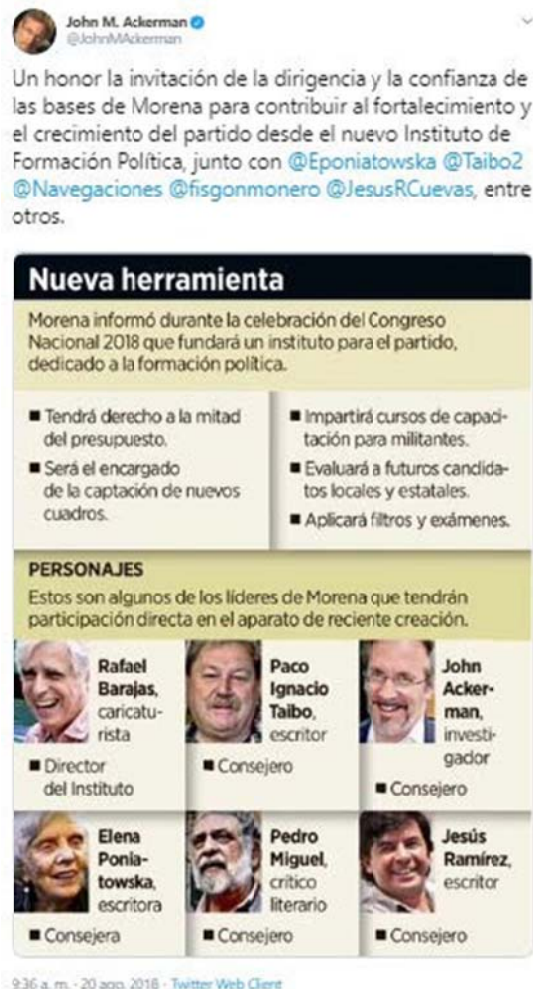 John M. Ackerman
@JohnMAckerman
Un honor la invitación de la dirigencia y la confianza de
las bases de Morena para contribuir al fortalecimiento y
el crecimiento del partido desde el nuevo Instituto de
Formación Política, junto con @Eponiatowska @Taibo2
@Navegaciones @fisgonmonero @JesusRCuevas, entre
otros.
Nueva herramienta
Morena informó durante la celebración del Congreso
Nacional 2018 que fundará un instituto para el partido,
dedicado a la formación política.
■ Tendrá derecho a la mitad
del presupuesto.
■ Será el encargado
de la captación de nuevos
cuadros.
■ Impartirá cursos de capaci-
tación para militantes.
■ Evaluará a futuros candida-
tos locales y estatales.
■ Aplicará filtros y exámenes.
PERSONAJES
Estos son algunos de los líderes de Morena que tendrán
participación directa en el aparato de reciente creación.
Rafael
Barajas,
caricatu-
rista
■ Director
del Instituto
Paco
Ignacio
Taibo,
escritor
■ Consejero
John
Acker-
man,
investi-
gador
■ Consejero
Elena
Ponia-
towska,
escritora
■ Consejera
Pedro
Miguel,
crítico
literario
■ Consejero
Jesús
Ramírez,
escritor
■ Consejero
9:36 a. m. · 20 ago. 2018 · Twitter Web Client